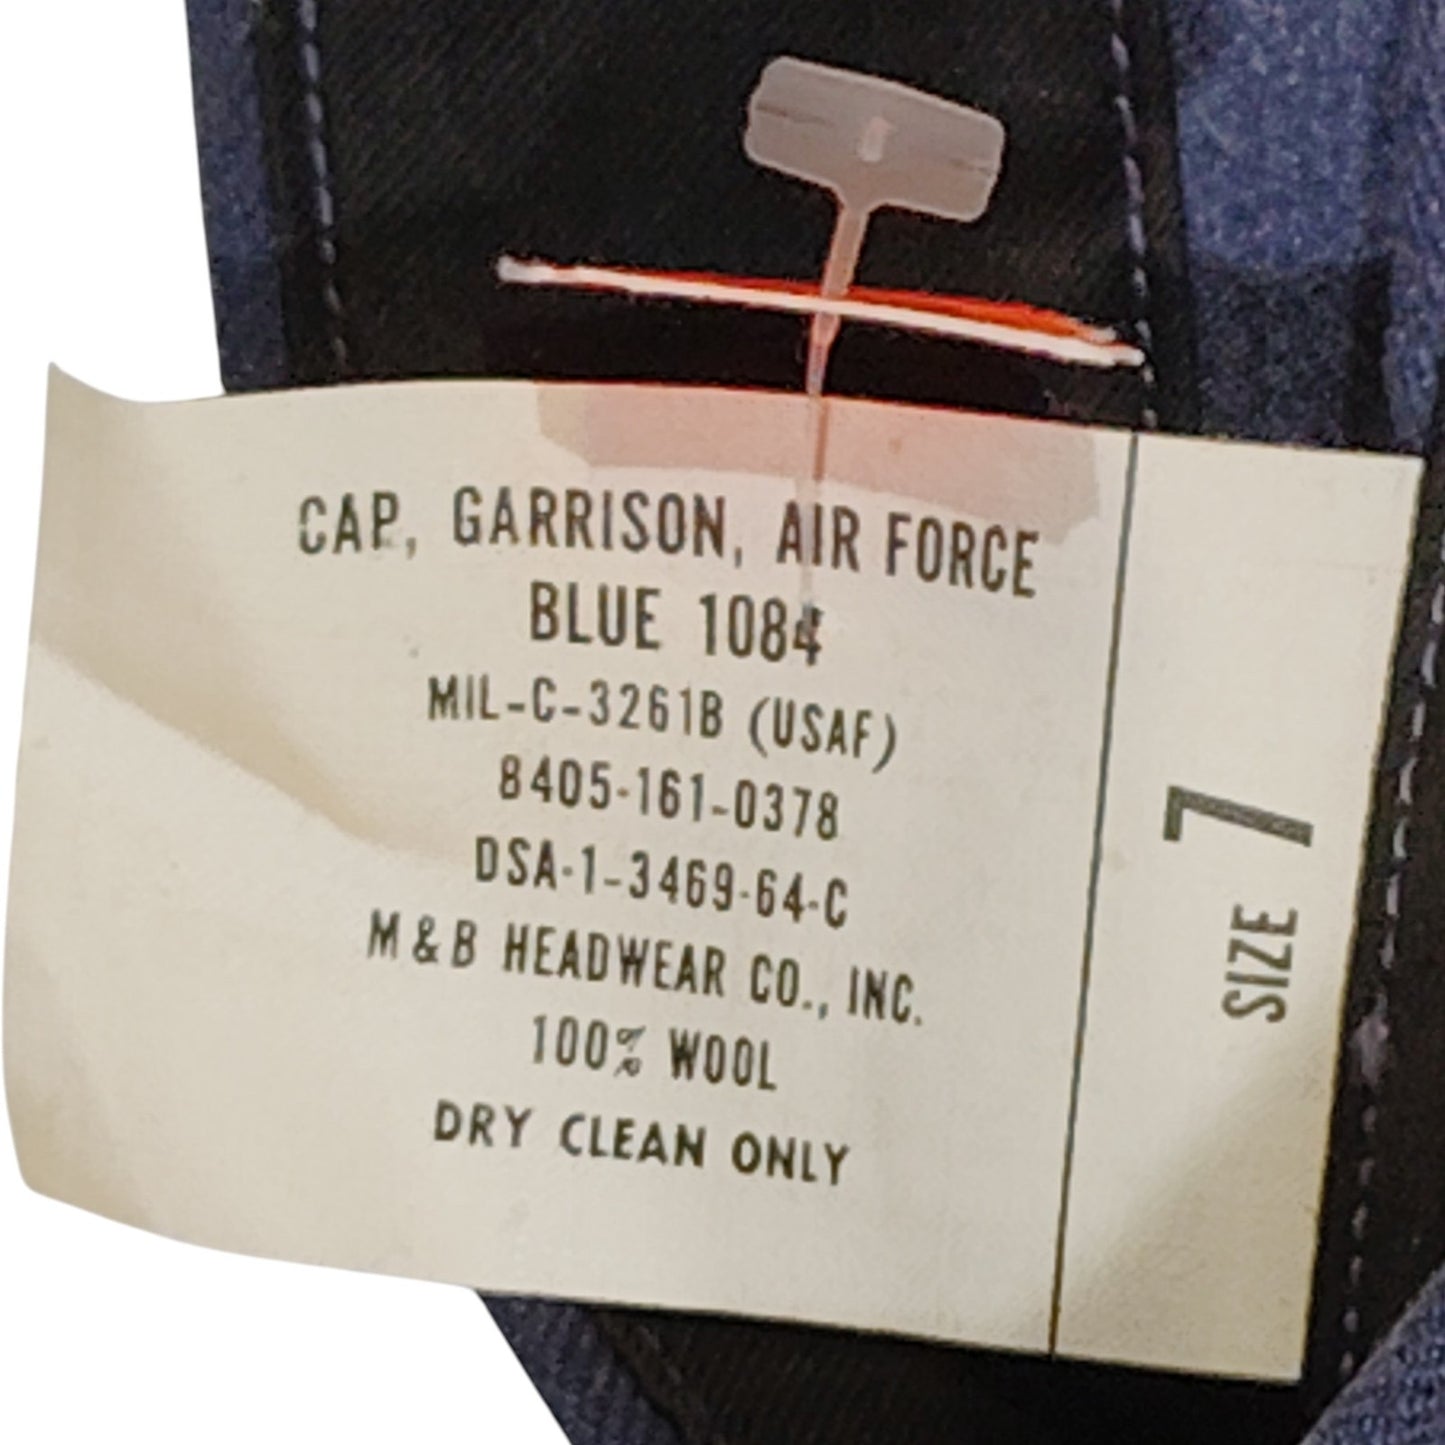 CAP, GARRISON, AIR FORCE
BLUE 1084
MIL-C-3261B (USAF)
8405-161-0378
DSA-1-3469-64-C
M & B HEADWEAR CO., INC.
100% WOOL
DRY CLEAN ONLY
SIZE 7